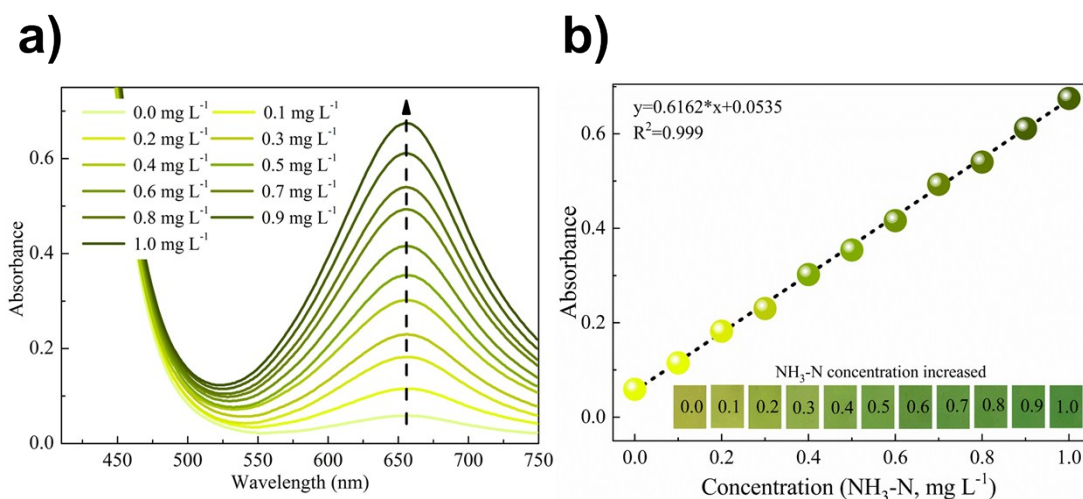 a)
0.6
0.4
0.2
0.0
Absorbance
0.0 mg L⁻¹
0.1 mg L⁻¹
0.2 mg L⁻¹
0.3 mg L⁻¹
0.4 mg L⁻¹
0.5 mg L⁻¹
0.6 mg L⁻¹
0.7 mg L⁻¹
0.8 mg L⁻¹
0.9 mg L⁻¹
1.0 mg L⁻¹
450 500 550 600 650 700 750
Wavelength (nm)
b)
0.6
0.4
0.2
0.0
Absorbance
y=0.6162*x+0.0535
R²=0.999
NH₃-N concentration increased
0.0 0.1 0.2 0.3 0.4 0.5 0.6 0.7 0.8 0.9 1.0
0.0 0.2 0.4 0.6 0.8 1.0
Concentration (NH₃-N, mg L⁻¹)